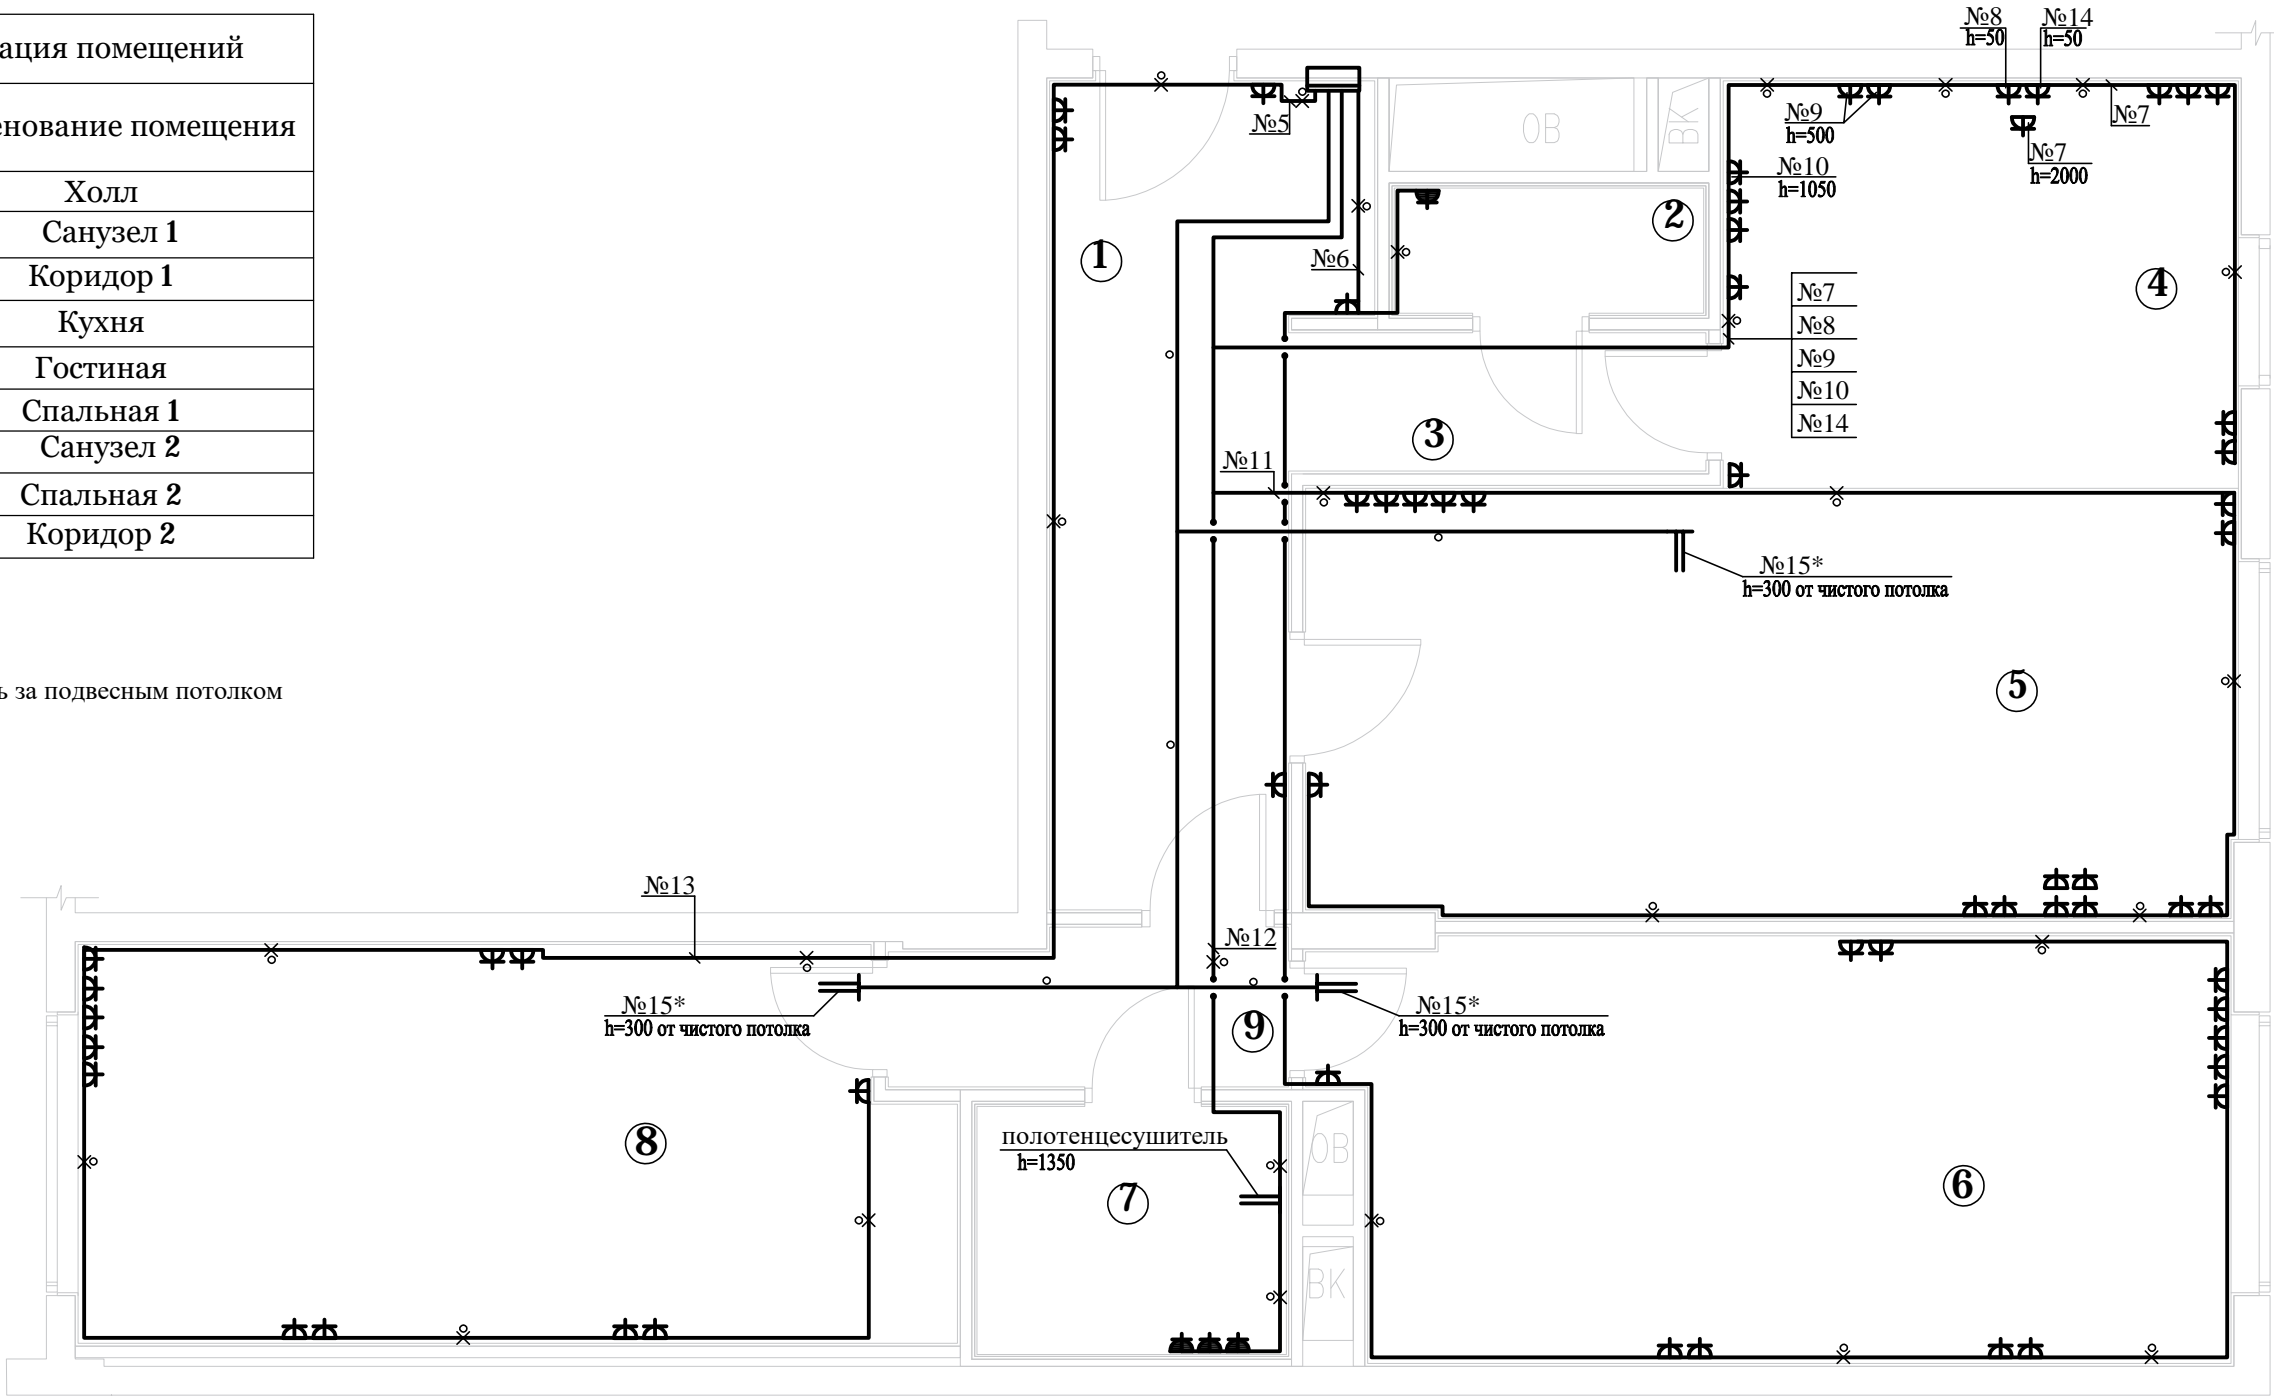 ация помещений
енование помещения
Холл
Санузел 1
Коридор 1
Кухня
Гостиная
Спальная 1
Санузел 2
Спальная 2
Коридор 2
ь за подвесным потолком
№8
h=50
№14
h=50
№5
ОВ
ВК
№9
h=500
№7
№7
h=2000
№10
h=1050
1
2
№6
4
№7
№8
№9
№10
№14
3
№11
№15*
h=300 от чистого потолка
5
№13
№12
№15*
h=300 от чистого потолка
№15*
h=300 от чистого потолка
9
8
полотенцесушитель
h=1350
ОВ
7
6
ВК